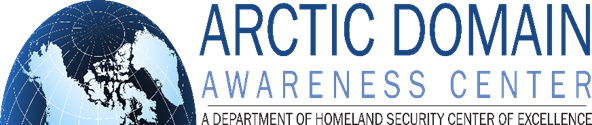 ARCTIC DOMAIN
AWARENESS CENTER
A DEPARTMENT OF HOMELAND SECURITY CENTER OF EXCELLENCE